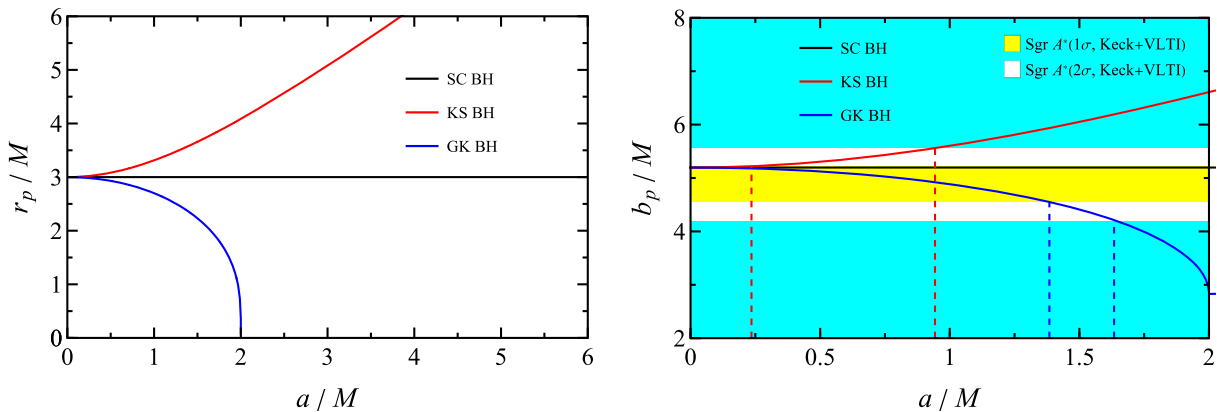 6
5
4
3
2
1
0
r_p / M
SC BH
KS BH
GK BH
0 1 2 3 4 5 6
a / M
8
6
4
2
b_p / M
SC BH
KS BH
GK BH
Sgr A*(1σ, Keck+VLTI)
Sgr A*(2σ, Keck+VLTI)
0 0.5 1 1.5 2
a / M